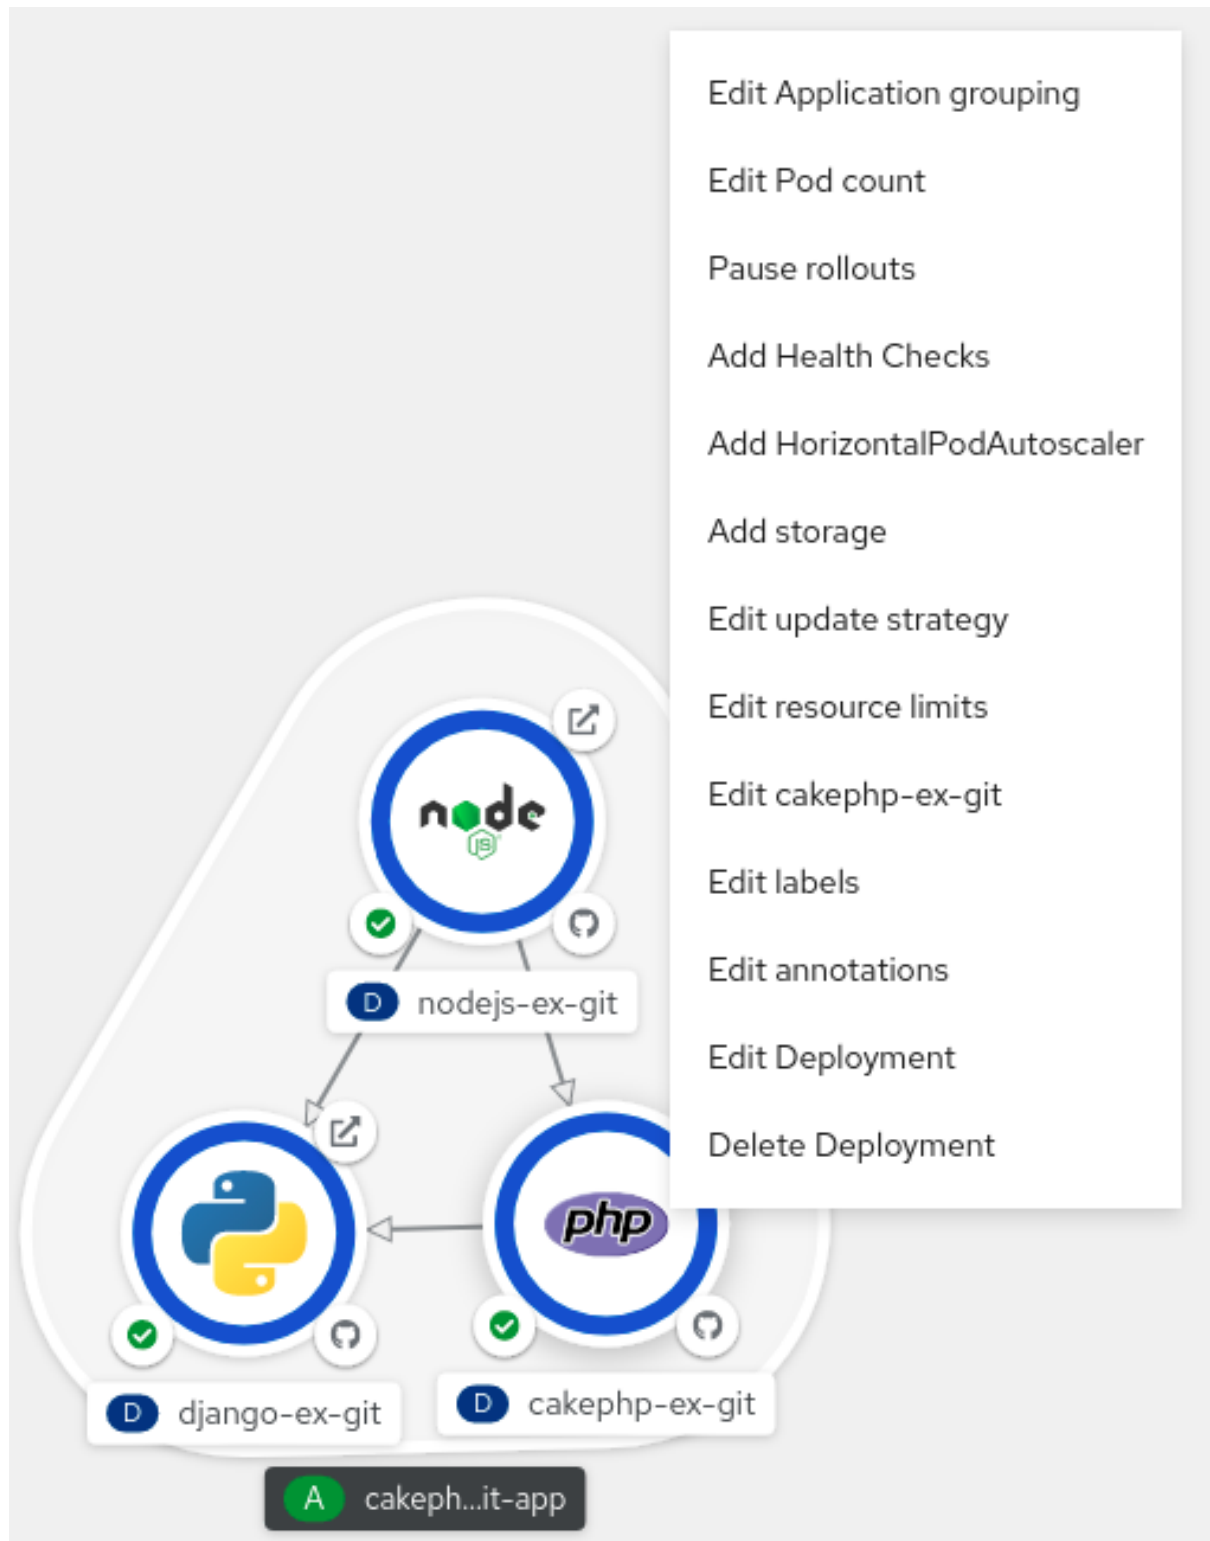 Edit Application grouping
Edit Pod count
Pause rollouts
Add Health Checks
Add HorizontalPodAutoscaler
Add storage
Edit update strategy
Edit resource limits
Edit cakephp-ex-git
Edit labels
Edit annotations
Edit Deployment
Delete Deployment
node
JS
D nodejs-ex-git
php
D django-ex-git
D cakephp-ex-git
A cakeph...it-app